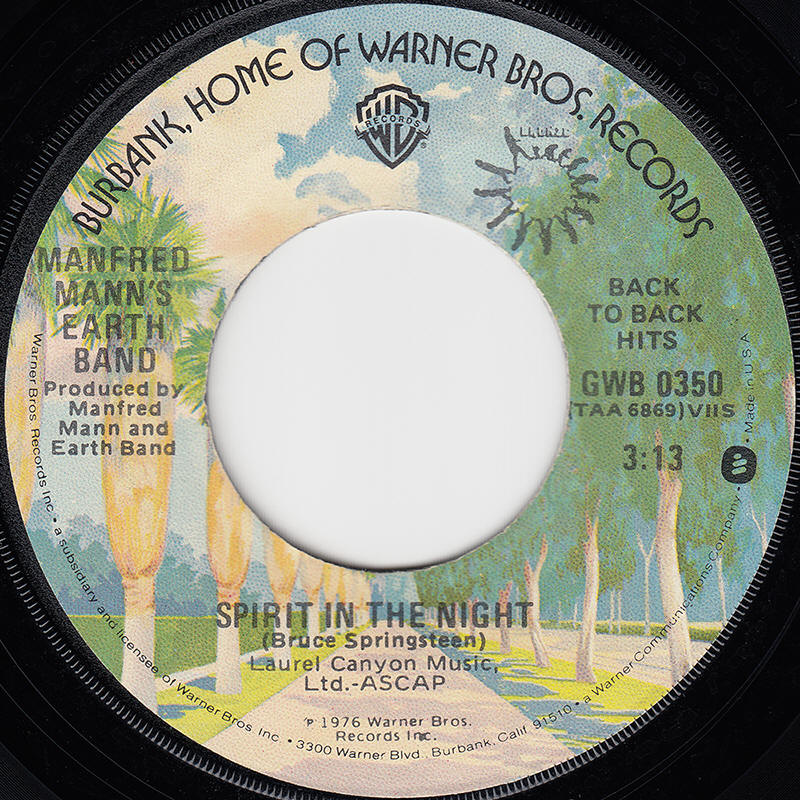 BURBANK, HOME OF WARNER BROS. RECORDS
RECORDS
BRONZE
MANFRED
MANN'S
EARTH
BAND
Produced by
Manfred
Mann and
Earth Band
BACK
TO BACK
HITS
GWB 0350
(TAA 6869)VIIS
3:13
SPIRIT IN THE NIGHT
(Bruce Springsteen)
Laurel Canyon Music,
Ltd.-ASCAP
℗ 1976 Warner Bros.
Records Inc.
Warner Bros. Records Inc. • a subsidiary and licensee of Warner Bros Inc. • 3300 Warner Blvd., Burbank, Calif. 91510 • a Warner Communications Company • Made in U.S.A.